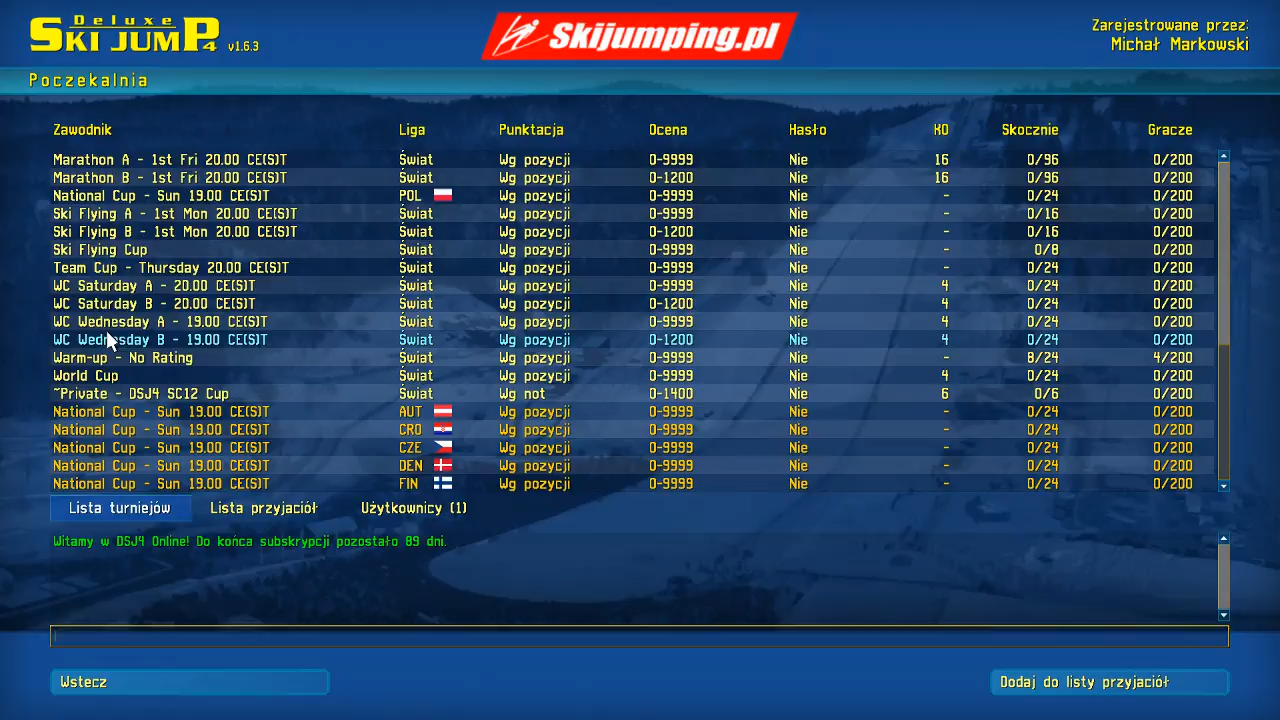 Deluxe
SKI JUMP4 v1.6.3
Skijumping.pl
Zarejestrowane przez:
Michał Markowski
Poczekalnia
Zawodnik Liga Punktacja Ocena Hasło KO Skocznie Gracze
Marathon A - 1st Fri 20.00 CE(S)T Świat Wg pozycji 0-9999 Nie 16 0/96 0/200
Marathon B - 1st Fri 20.00 CE(S)T Świat Wg pozycji 0-1200 Nie 16 0/96 0/200
National Cup - Sun 19.00 CE(S)T POL Wg pozycji 0-9999 Nie - 0/24 0/200
Ski Flying A - 1st Mon 20.00 CE(S)T Świat Wg pozycji 0-9999 Nie - 0/16 0/200
Ski Flying B - 1st Mon 20.00 CE(S)T Świat Wg pozycji 0-1200 Nie - 0/16 0/200
Ski Flying Cup Świat Wg pozycji 0-9999 Nie - 0/8 0/200
Team Cup - Thursday 20.00 CE(S)T Świat Wg pozycji 0-9999 Nie - 0/24 0/200
WC Saturday A - 20.00 CE(S)T Świat Wg pozycji 0-9999 Nie 4 0/24 0/200
WC Saturday B - 20.00 CE(S)T Świat Wg pozycji 0-1200 Nie 4 0/24 0/200
WC Wednesday A - 19.00 CE(S)T Świat Wg pozycji 0-9999 Nie 4 0/24 0/200
WC Wednesday B - 19.00 CE(S)T Świat Wg pozycji 0-1200 Nie 4 0/24 0/200
Warm-up - No Rating Świat Wg pozycji 0-9999 Nie - 8/24 4/200
World Cup Świat Wg pozycji 0-9999 Nie 4 0/24 0/200
~Private - DSJ4 SC12 Cup Świat Wg not 0-1400 Nie 6 0/6 0/200
National Cup - Sun 19.00 CE(S)T AUT Wg pozycji 0-9999 Nie - 0/24 0/200
National Cup - Sun 19.00 CE(S)T CRO Wg pozycji 0-9999 Nie - 0/24 0/200
National Cup - Sun 19.00 CE(S)T CZE Wg pozycji 0-9999 Nie - 0/24 0/200
National Cup - Sun 19.00 CE(S)T DEN Wg pozycji 0-9999 Nie - 0/24 0/200
National Cup - Sun 19.00 CE(S)T FIN Wg pozycji 0-9999 Nie - 0/24 0/200
Lista turniejów Lista przyjaciół Użytkownicy (1)
Witamy w DSJ4 Online! Do końca subskrypcji pozostało 89 dni.
Wstecz Dodaj do listy przyjaciół